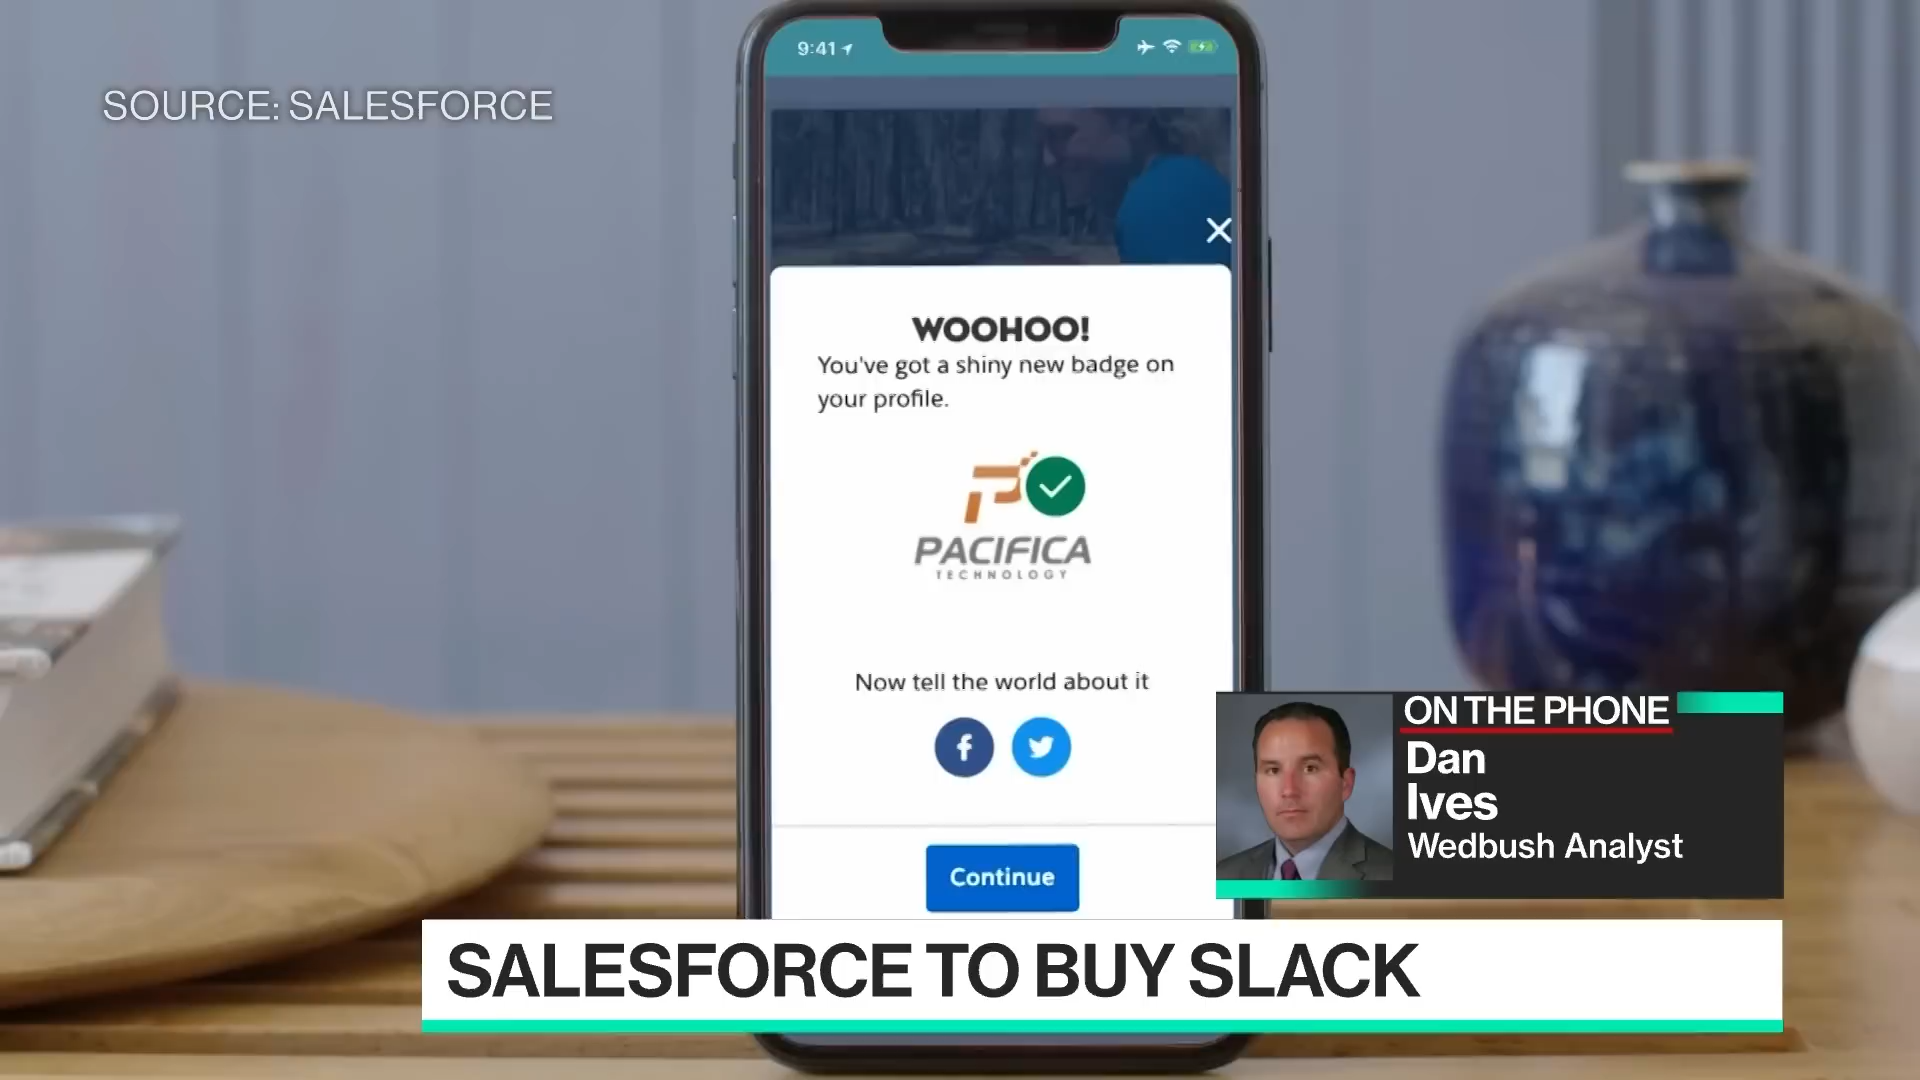 SOURCE: SALESFORCE
9:41
WOOHOO!
You've got a shiny new badge on
your profile.
PACIFICA
TECHNOLOGY
Now tell the world about it
Continue
ON THE PHONE
Dan
Ives
Wedbush Analyst
SALESFORCE TO BUY SLACK